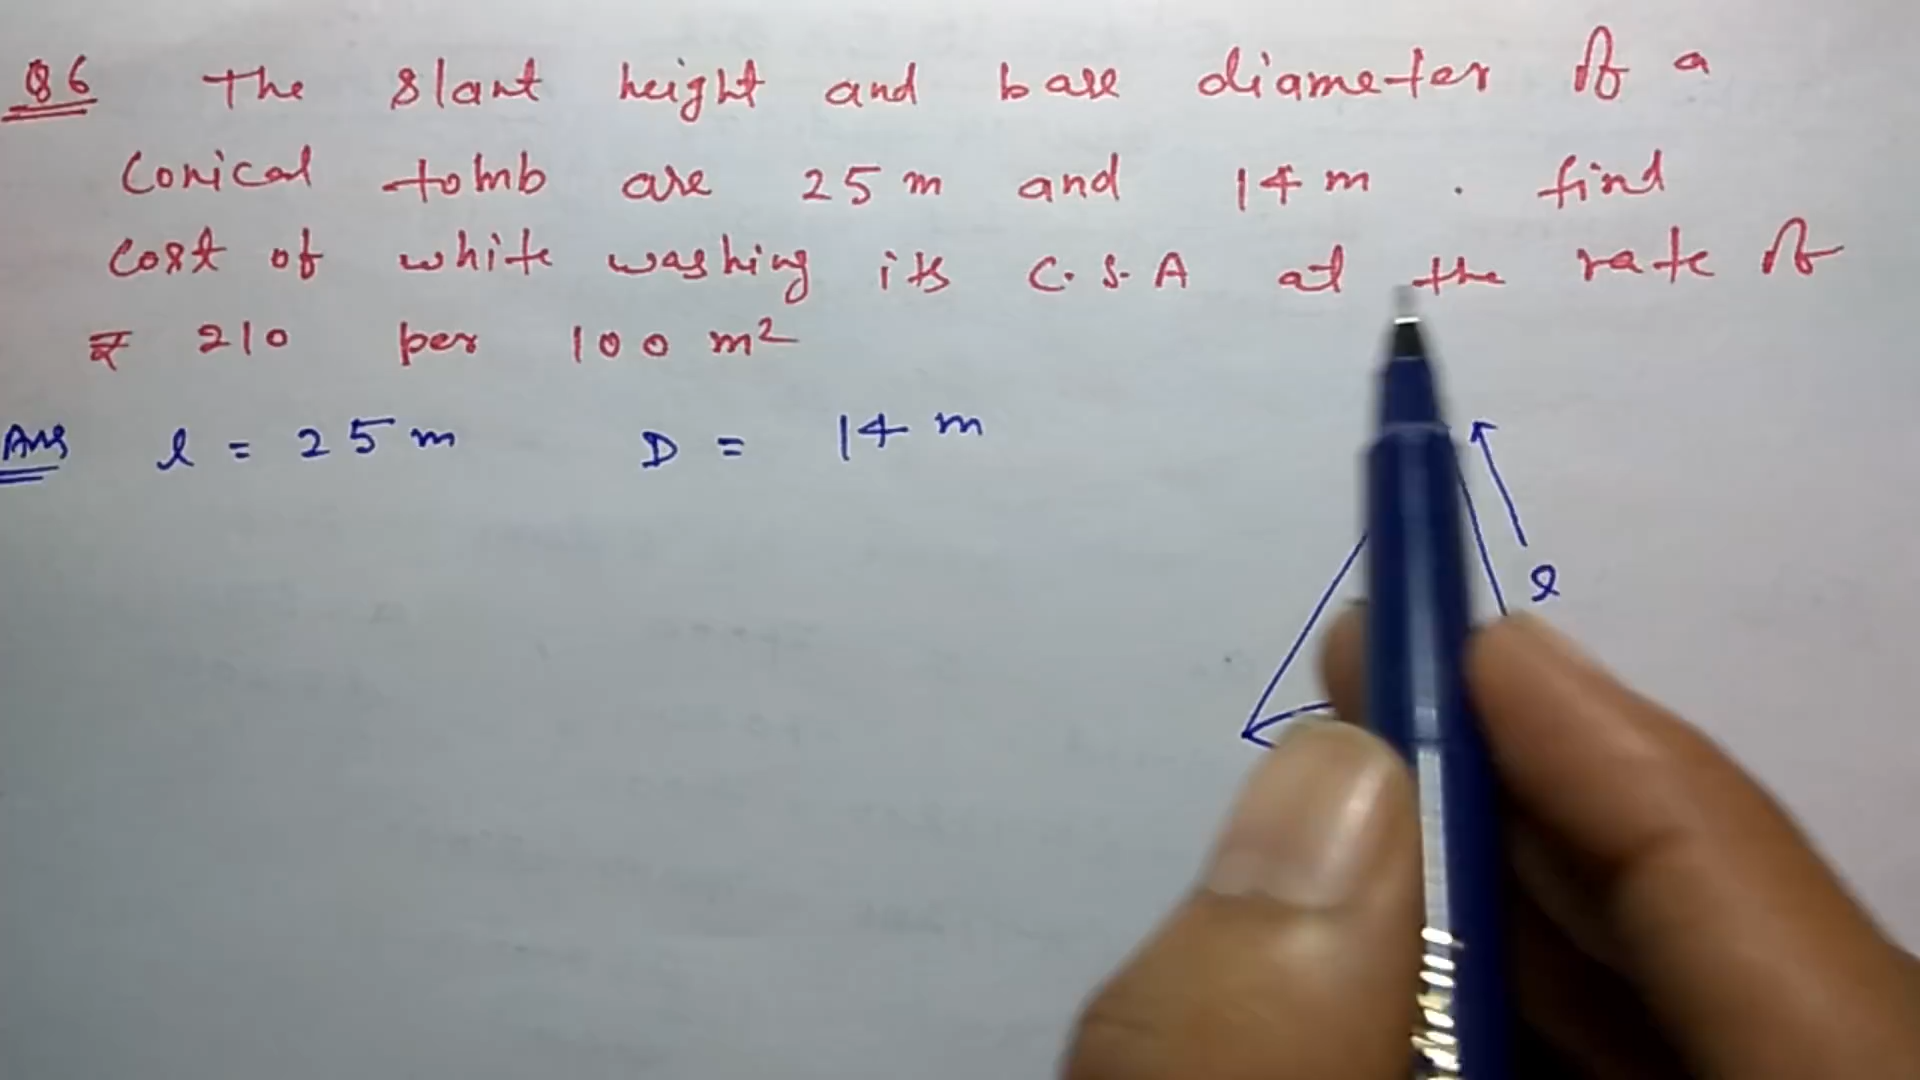 Q6 The slant height and base diameter of a
Conical tomb are 25 m and 14 m . find
Cost of white washing its C.S.A at the rate of
₹ 210 per 100 m²
Ans l = 25 m D = 14 m
l